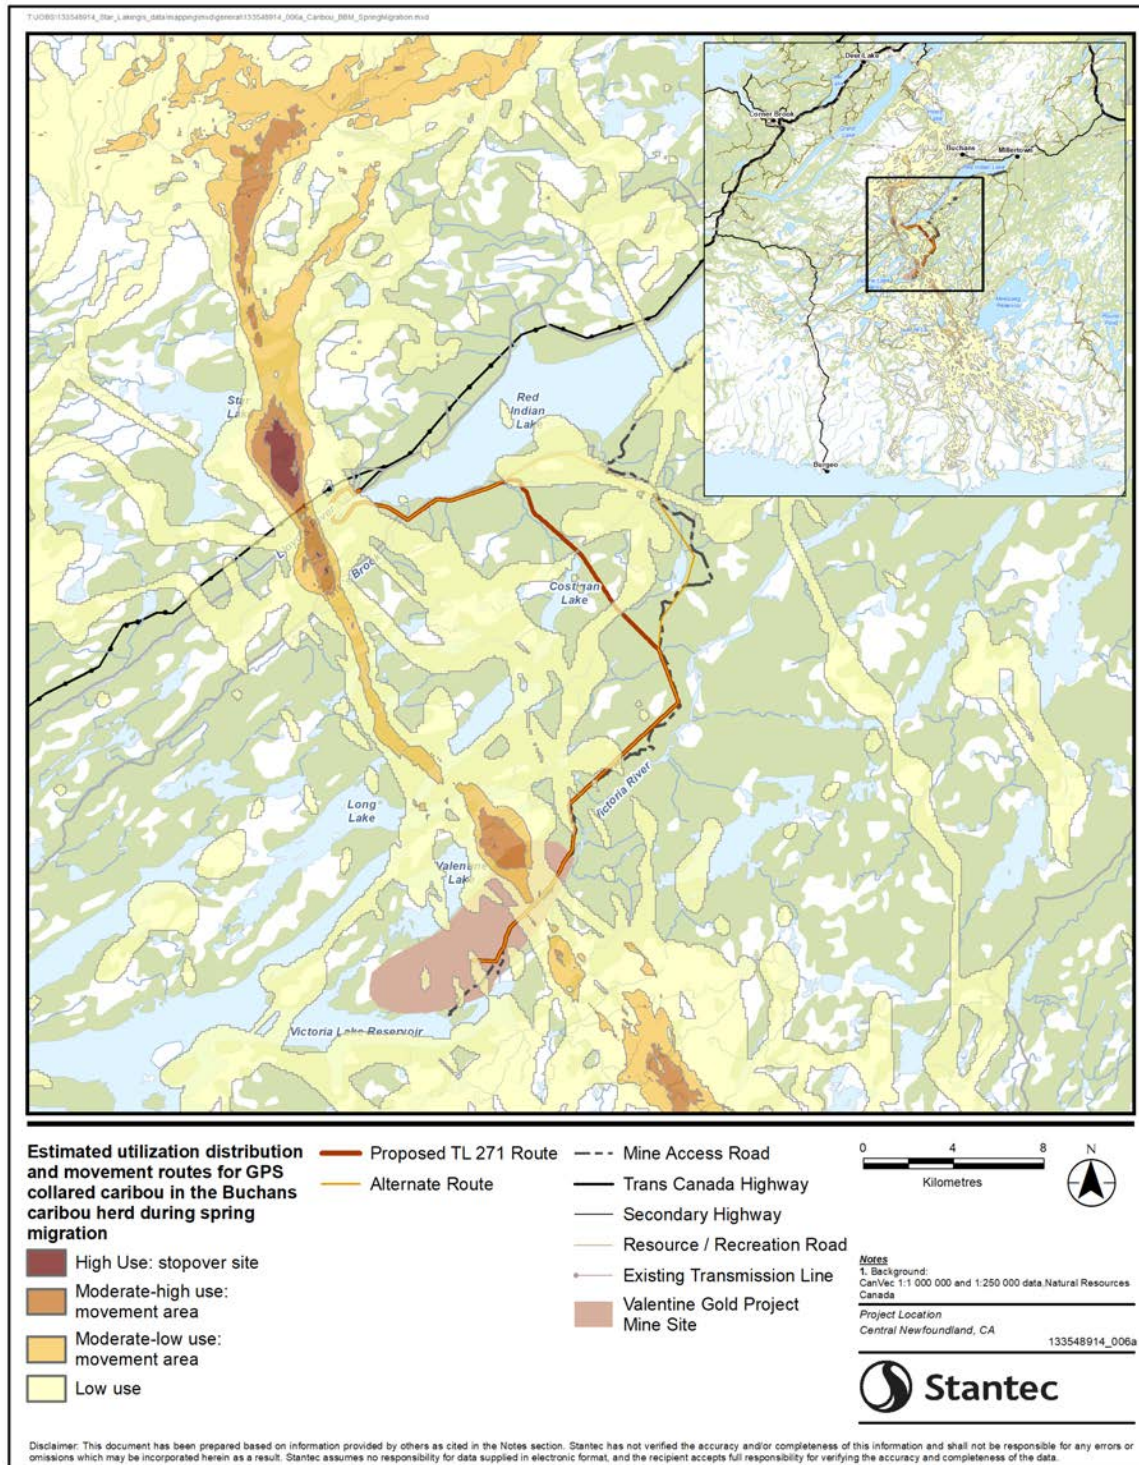 Deer Lake
Corner Brook
Grand
Lake
Buchans
Millertown
Burgeo
Star
Red
Indian
Lake
Costigan
Lake
Victoria River
Long
Lake
Valentine
Lake
Victoria Lake Reservoir
Estimated utilization distribution
and movement routes for GPS
collared caribou in the Buchans
caribou herd during spring
migration
High Use: stopover site
Moderate-high use:
movement area
Moderate-low use:
movement area
Low use
Proposed TL 271 Route
Alternate Route
Mine Access Road
Trans Canada Highway
Secondary Highway
Resource / Recreation Road
Existing Transmission Line
Valentine Gold Project
Mine Site
0 4 8
Kilometres
N
Notes
1. Background:
CanVec 1:1 000 000 and 1:250 000 data,Natural Resources
Canada
Project Location
Central Newfoundland, CA
133548914_006a
Stantec
Disclaimer: This document has been prepared based on information provided by others as cited in the Notes section. Stantec has not verified the accuracy and/or completeness of this information and shall not be responsible for any errors or
omissions which may be incorporated herein as a result. Stantec assumes no responsibility for data supplied in electronic format, and the recipient accepts full responsibility for verifying the accuracy and completeness of the data.